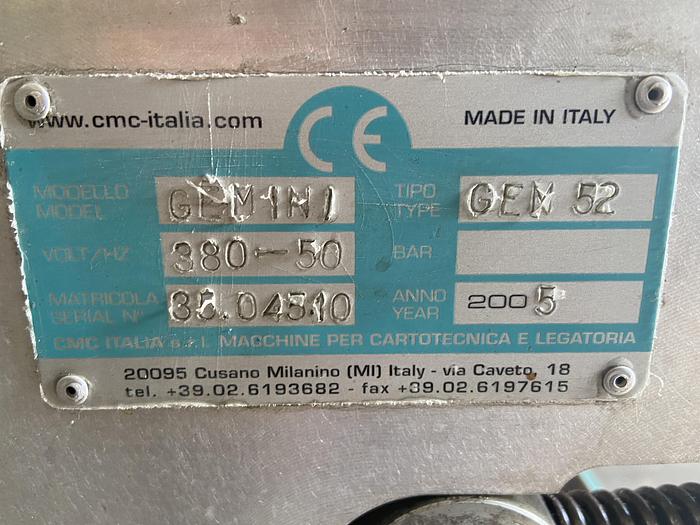 www.cmc-italia.com CE MADE IN ITALY
MODELLO GEMINI TIPO GEM 52
MODEL TYPE
VOLT/HZ 380-50 BAR
MATRICOLA 35.04510 ANNO 2005
SERIAL N° YEAR
CMC ITALIA s.r.l. MACCHINE PER CARTOTECNICA E LEGATORIA
20095 Cusano Milanino (MI) Italy - via Caveto, 18
tel. +39.02.6193682 - fax +39.02.6197615